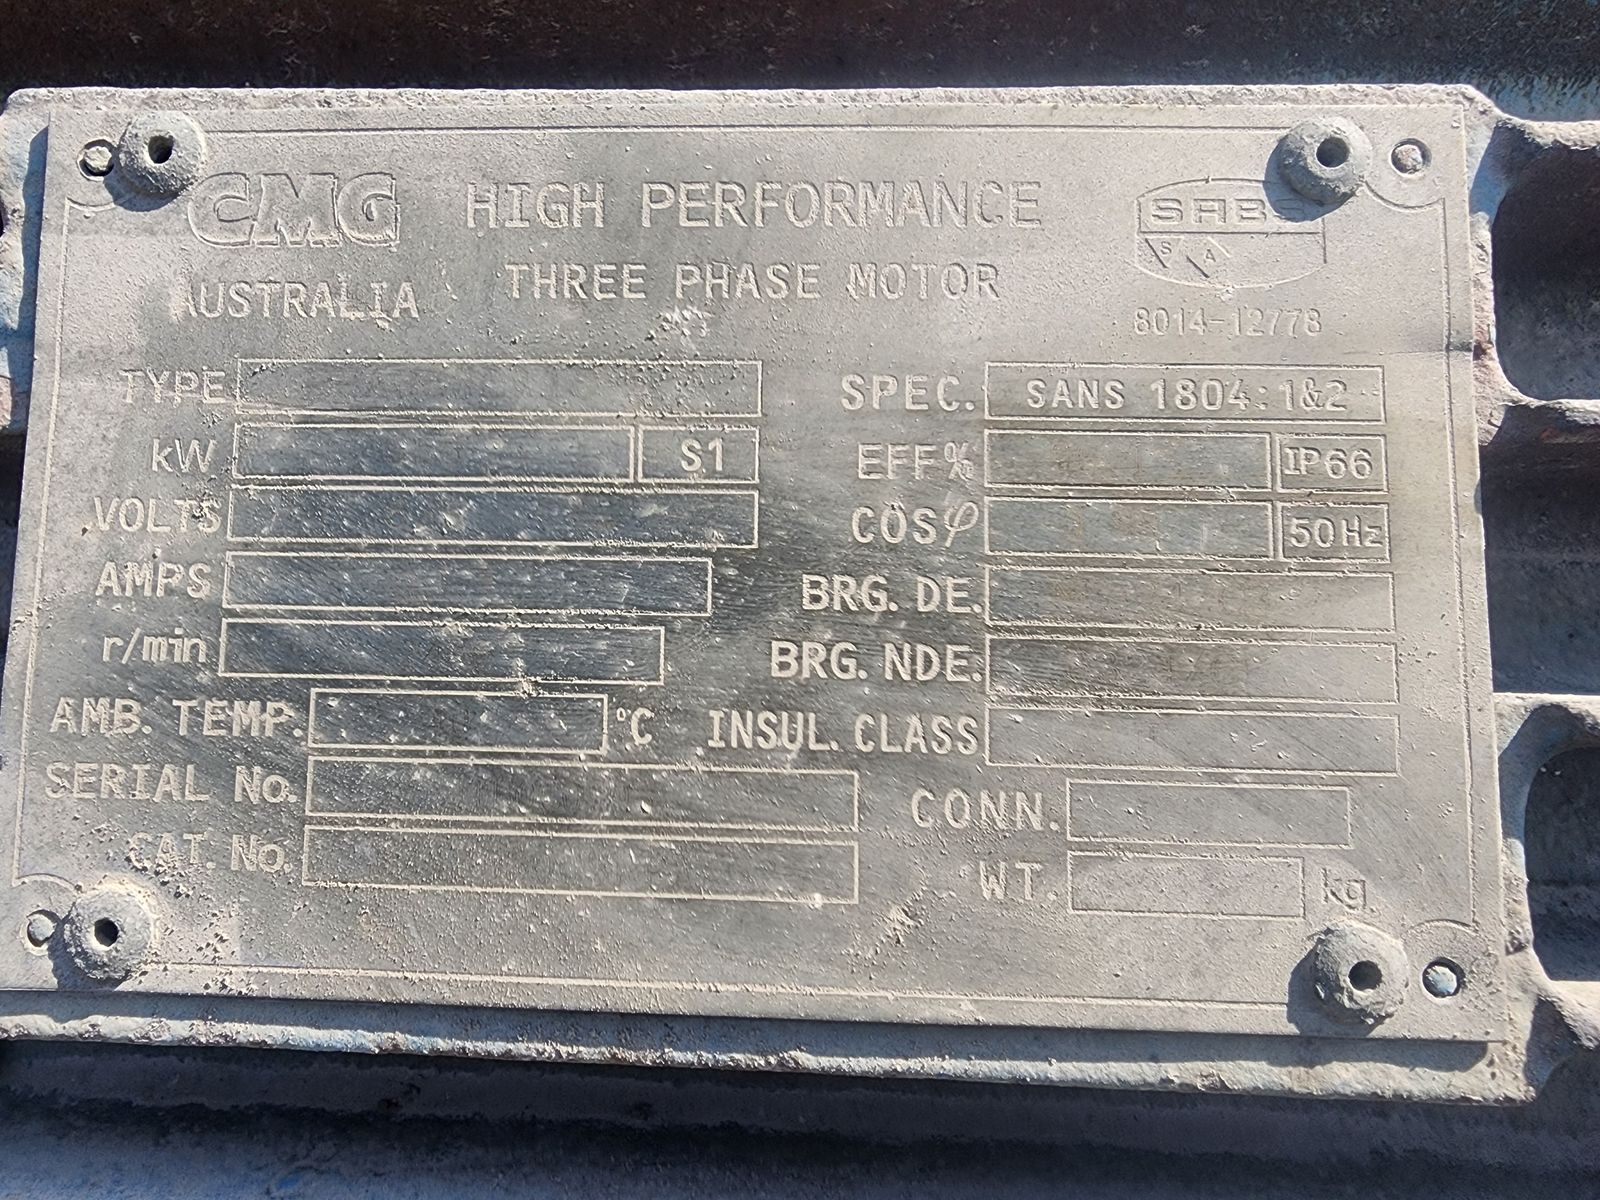 CMG HIGH PERFORMANCE SABS
S A
AUSTRALIA THREE PHASE MOTOR 8014-12778
TYPE SPEC. SANS 1804:1&2
kW S1 EFF% IP66
VOLTS COSφ 50Hz
AMPS BRG. DE.
r/min BRG. NDE.
AMB. TEMP. °C INSUL. CLASS
SERIAL No. CONN.
CAT. No. WT. kg.